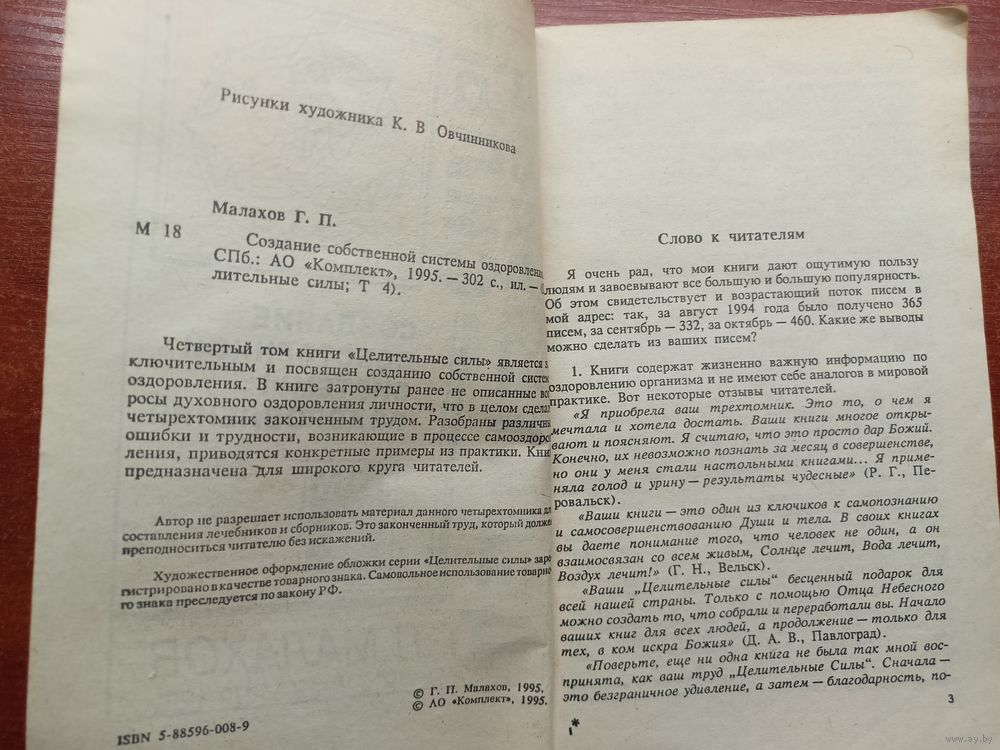 Рисунки художника К. В Овчинникова
Малахов Г. П.
М 18
Создание собственной системы оздоровления
СПб.: АО «Комплект», 1995. — 302 с., ил. —
лительные силы; Т 4).
Четвертый том книги «Целительные силы» является
ключительным и посвящен созданию собственной систем
оздоровления. В книге затронуты ранее не описанные во
росы духовного оздоровления личности, что в целом сдела
четырехтомник законченным трудом. Разобраны различн
ошибки и трудности, возникающие в процессе самооздоро
ления, приводятся конкретные примеры из практики. Кни
предназначена для широкого круга читателей.
Автор не разрешает использовать материал данного четырехтомника дл
составления лечебников и сборников. Это законченный труд, который долже
преподноситься читателю без искажений.
Художественное оформление обложки серии «Целительные силы» заре
гистрировано в качестве товарного знака. Самовольное использование товарно
го знака преследуется по закону РФ.
© Г. П. Малахов, 1995.
© АО «Комплект», 1995.
ISBN 5-88596-008-9
Слово к читателям
Я очень рад, что мои книги дают ощутимую пользу
людям и завоевывают все большую и большую популярность.
Об этом свидетельствует и возрастающий поток писем в
мой адрес: так, за август 1994 года было получено 365
писем, за сентябрь — 332, за октябрь — 460. Какие же выводы
можно сделать из ваших писем?
1. Книги содержат жизненно важную информацию по
оздоровлению организма и не имеют себе аналогов в мировой
практике. Вот некоторые отзывы читателей.
«Я приобрела ваш трехтомник. Это то, о чем я
мечтала и хотела достать. Ваши книги многое откры-
вают и поясняют. Я считаю, что это просто дар Божий.
Конечно, их невозможно познать за месяц в совершенстве,
но они у меня стали настольными книгами... Я приме-
няла голод и урину — результаты чудесные» (Р. Г., Пе-
ровальск).
«Ваши книги — это один из ключиков к самопознанию
и самосовершенствованию Души и тела. В своих книгах
вы даете понимание того, что человек не один, а он
взаимосвязан со всем живым, Солнце лечит, Вода лечит,
Воздух лечит!» (Г. Н., Вельск).
«Ваши „Целительные силы“ бесценный подарок для
всей нашей страны. Только с помощью Отца Небесного
можно создать то, что собрали и переработали вы. Начало
ваших книг для всех людей, а продолжение — только для
тех, в ком искра Божия» (Д. А. В., Павлоград).
«Поверьте, еще ни одна книга не была так мной вос-
принята, как ваш труд „Целительные Силы“. Сначала —
это безграничное удивление, а затем — благодарность, по-
3
1*
www.ay.by